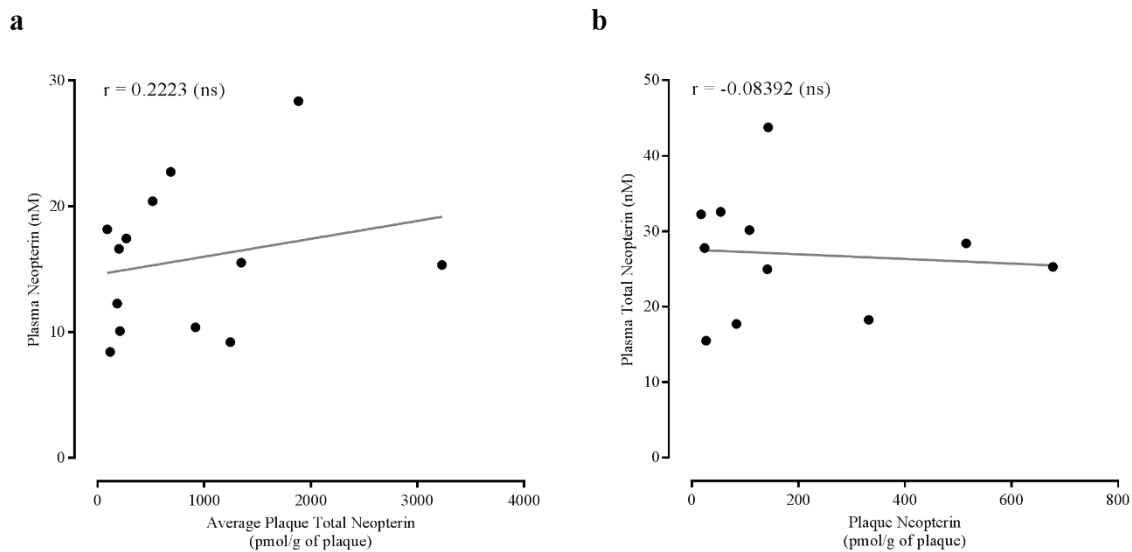 a
r = 0.2223 (ns)
30
20
10
0
Plasma Neopterin (nM)
0 1000 2000 3000 4000
Average Plaque Total Neopterin
(pmol/g of plaque)
b
r = -0.08392 (ns)
50
40
30
20
10
0
Plasma Total Neopterin (nM)
0 200 400 600 800
Plaque Neopterin
(pmol/g of plaque)